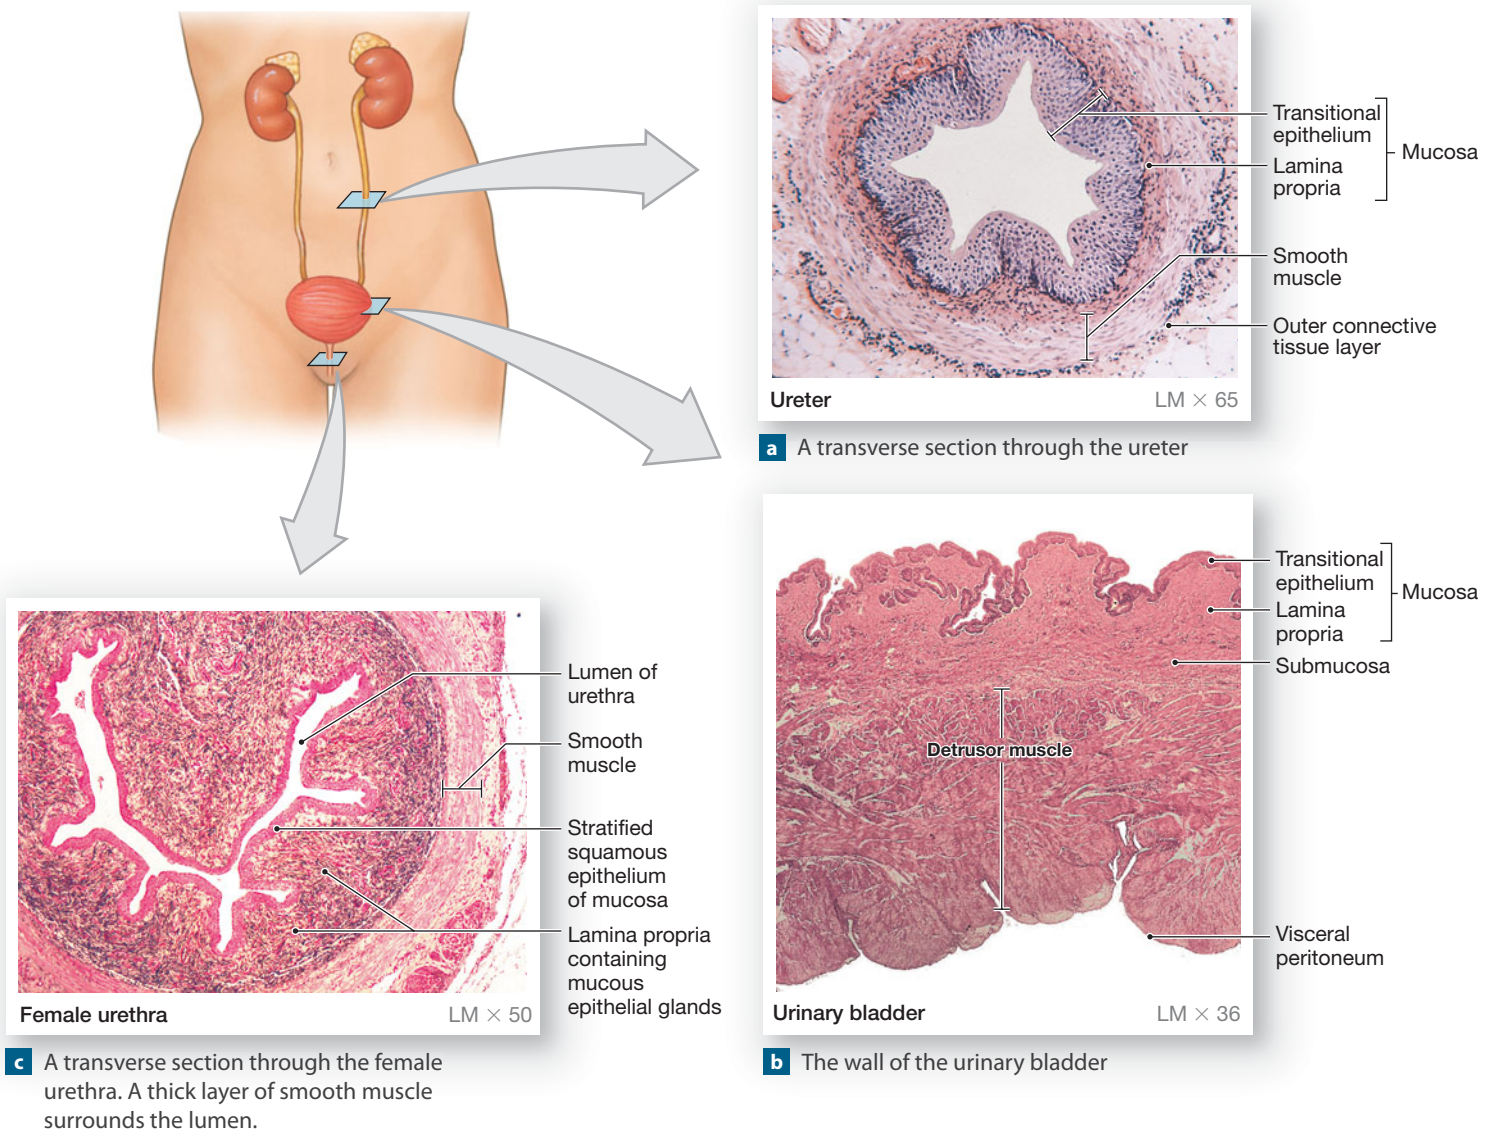 Transitional
epithelium
Lamina
propria
Mucosa
Smooth
muscle
Outer connective
tissue layer
Ureter LM × 65
a A transverse section through the ureter
Transitional
epithelium
Lamina
propria
Mucosa
Submucosa
Detrusor muscle
Visceral
peritoneum
Urinary bladder LM × 36
b The wall of the urinary bladder
Lumen of
urethra
Smooth
muscle
Stratified
squamous
epithelium
of mucosa
Lamina propria
containing
mucous
epithelial glands
Female urethra LM × 50
c A transverse section through the female
urethra. A thick layer of smooth muscle
surrounds the lumen.